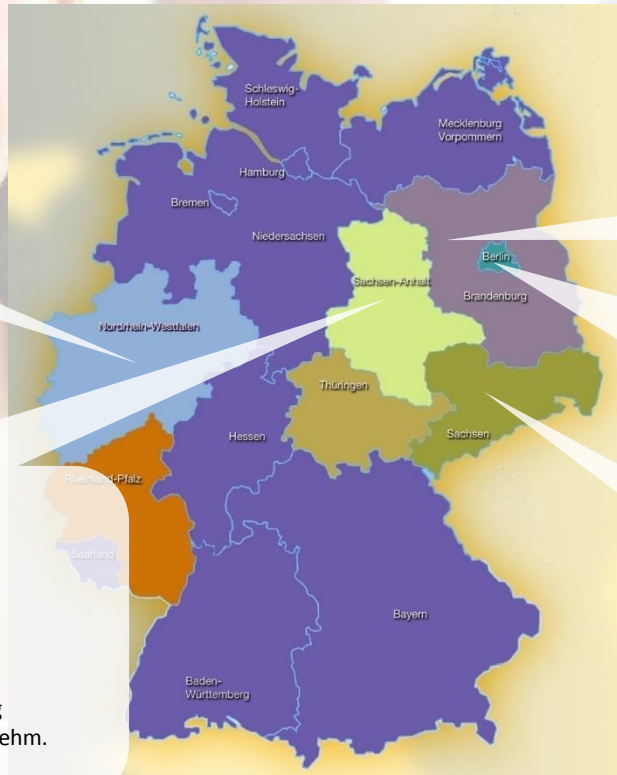 Schleswig-
Holstein
Mecklenburg
Vorpommern
Hamburg
Bremen
Niedersachsen
Berlin
Sachsen-Anhalt
Brandenburg
Nordrhein-Westfalen
Thüringen
Hessen
Sachsen
Rheinland-Pfalz
Saarland
Bayern
Baden-
Württemberg
ehm.